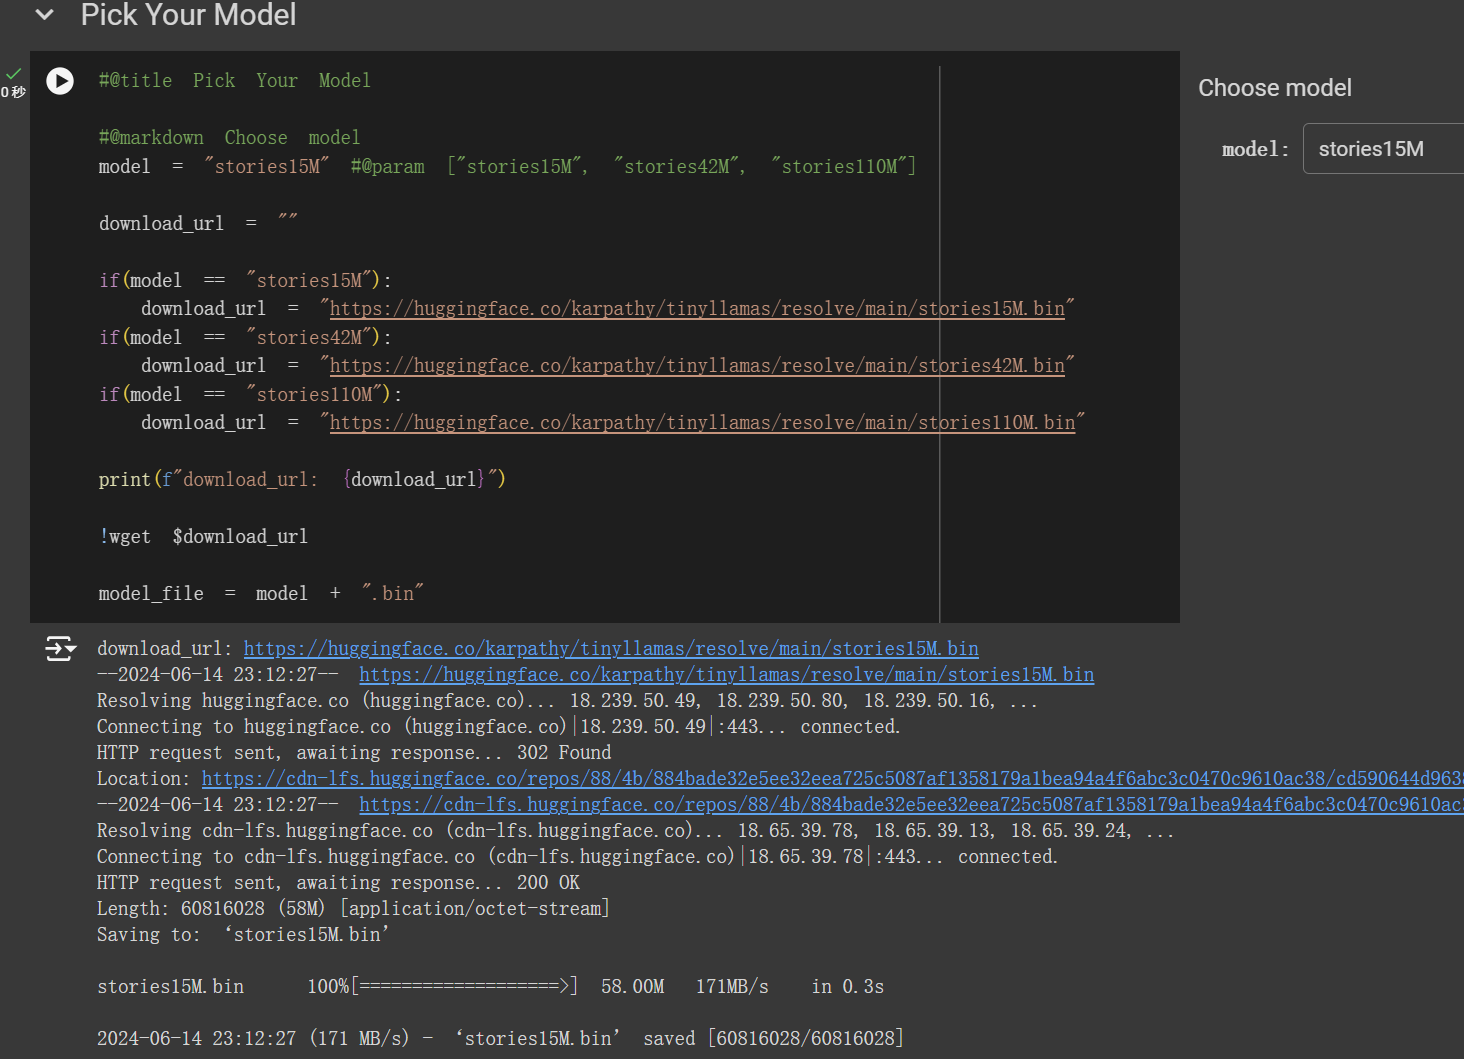 Pick Your Model
0 秒
#@title Pick Your Model
#@markdown Choose model
model = "stories15M" #@param ["stories15M", "stories42M", "stories110M"]
download_url = ""
if(model == "stories15M"):
download_url = "https://huggingface.co/karpathy/tinyllamas/resolve/main/stories15M.bin"
if(model == "stories42M"):
download_url = "https://huggingface.co/karpathy/tinyllamas/resolve/main/stories42M.bin"
if(model == "stories110M"):
download_url = "https://huggingface.co/karpathy/tinyllamas/resolve/main/stories110M.bin"
print(f"download_url: {download_url}")
!wget $download_url
model_file = model + ".bin"
Choose model
model: stories15M
download_url: https://huggingface.co/karpathy/tinyllamas/resolve/main/stories15M.bin
--2024-06-14 23:12:27-- https://huggingface.co/karpathy/tinyllamas/resolve/main/stories15M.bin
Resolving huggingface.co (huggingface.co)... 18.239.50.49, 18.239.50.80, 18.239.50.16, ...
Connecting to huggingface.co (huggingface.co)|18.239.50.49|:443... connected.
HTTP request sent, awaiting response... 302 Found
Location: https://cdn-lfs.huggingface.co/repos/88/4b/884bade32e5ee32eea725c5087af1358179a1bea94a4f6abc3c0470c9610ac38/cd590644d963
--2024-06-14 23:12:27-- https://cdn-lfs.huggingface.co/repos/88/4b/884bade32e5ee32eea725c5087af1358179a1bea94a4f6abc3c0470c9610ac
Resolving cdn-lfs.huggingface.co (cdn-lfs.huggingface.co)... 18.65.39.78, 18.65.39.13, 18.65.39.24, ...
Connecting to cdn-lfs.huggingface.co (cdn-lfs.huggingface.co)|18.65.39.78|:443... connected.
HTTP request sent, awaiting response... 200 OK
Length: 60816028 (58M) [application/octet-stream]
Saving to: ‘stories15M.bin’
stories15M.bin 100%[===================>] 58.00M 171MB/s in 0.3s
2024-06-14 23:12:27 (171 MB/s) - ‘stories15M.bin’ saved [60816028/60816028]